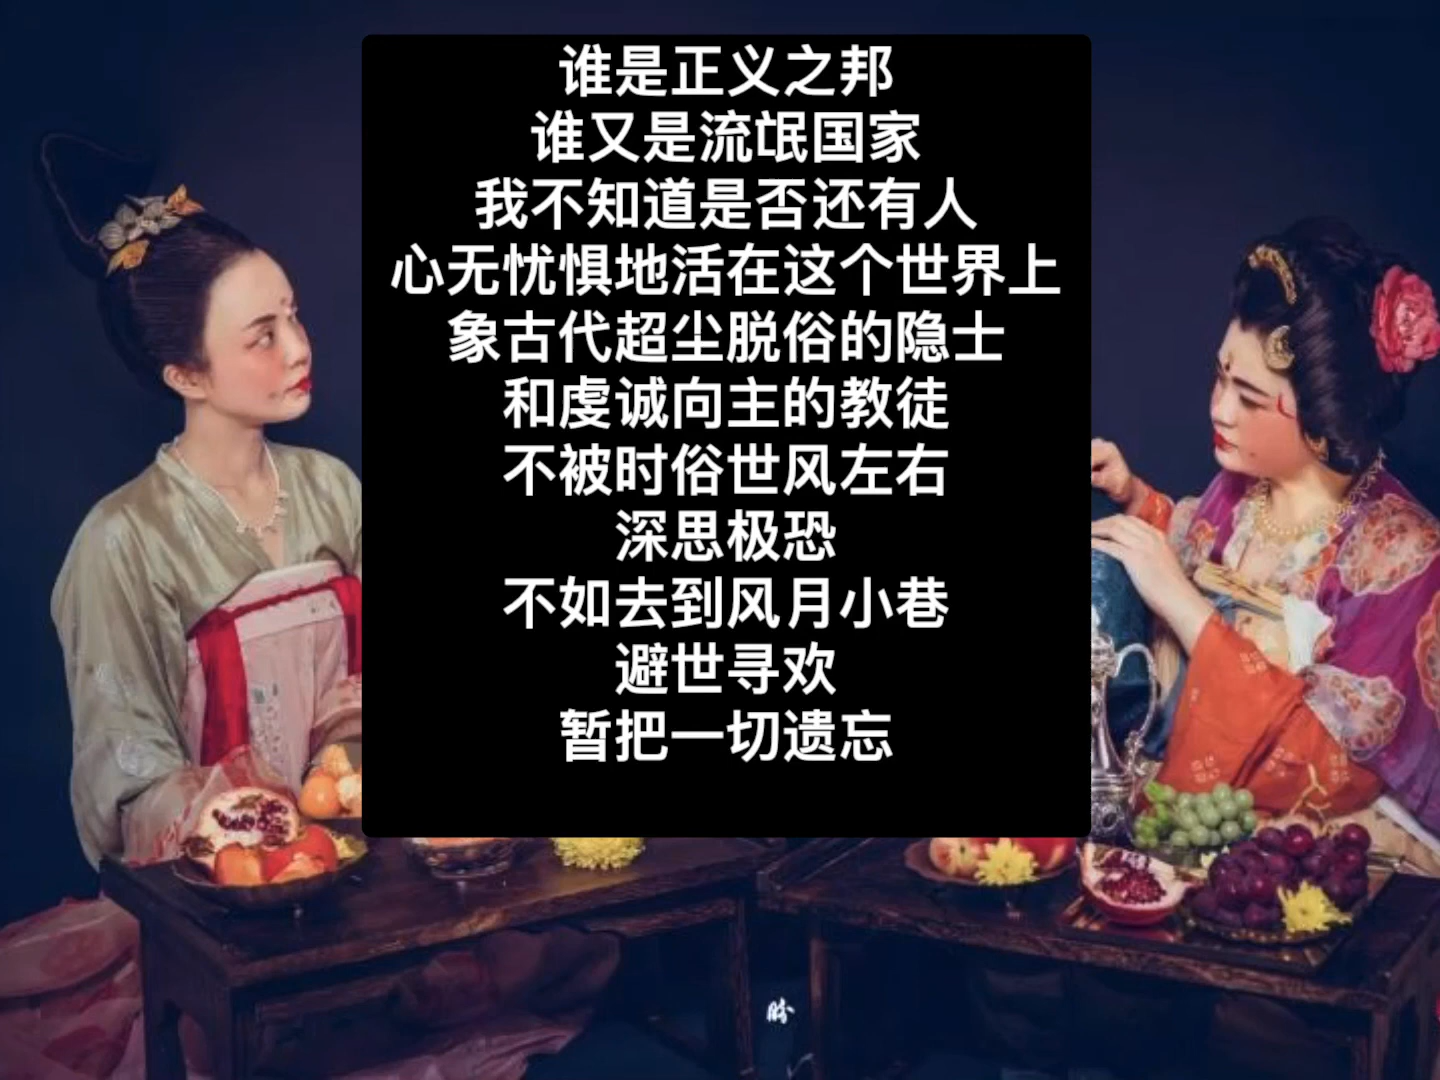 谁是正义之邦
谁又是流氓国家
我不知道是否还有人
心无忧惧地活在这个世界上
象古代超尘脱俗的隐士
和虔诚向主的教徒
不被时俗世风左右
深思极恐
不如去到风月小巷
避世寻欢
暂把一切遗忘